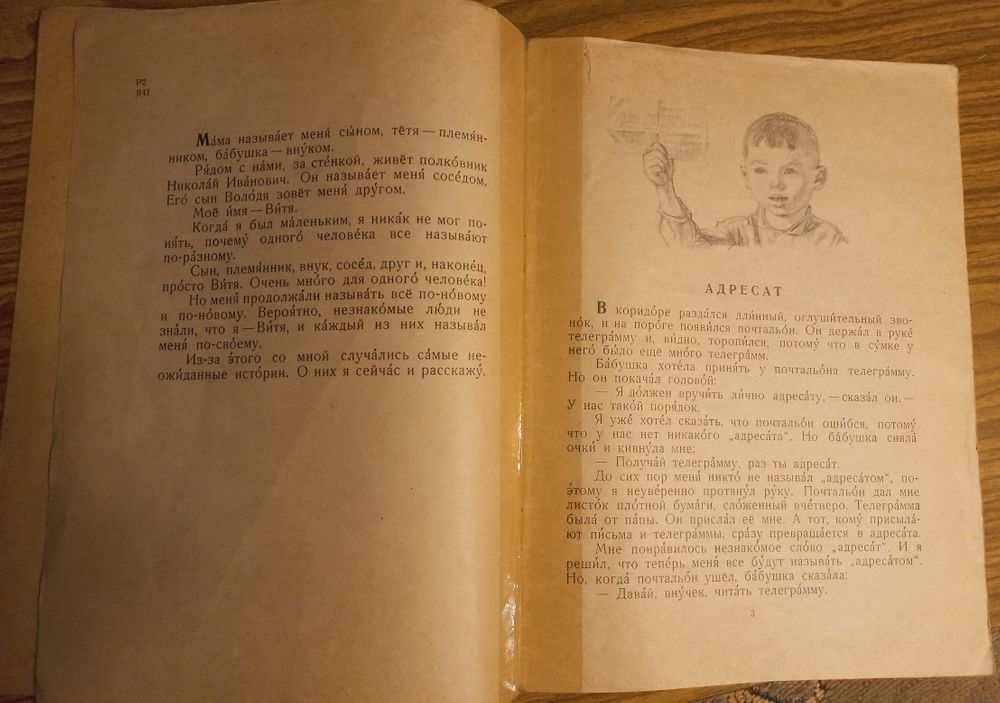 Р2
Я47
Ма́ма называ́ет меня́ сы́ном, тётя — племя́н-
ником, ба́бушка — вну́ком.
Ря́дом с на́ми, за сте́нкой, живёт полко́вник
Никола́й Ива́нович. Он называ́ет меня́ сосе́дом.
Его́ сын Воло́дя зовёт меня́ дру́гом.
Моё и́мя — Ви́тя.
Когда́ я был ма́леньким, я ника́к не мог по-
ня́ть, почему́ одного́ челове́ка все называ́ют
по-ра́зному.
Сын, племя́нник, внук, сосе́д, друг и, наконе́ц,
про́сто Ви́тя. Очень мно́го для одного́ челове́ка!
Но меня́ продолжа́ли называ́ть всё по-но́вому
и по-но́вому. Вероя́тно, незнако́мые лю́ди не
зна́ли, что я — Ви́тя, и ка́ждый из них называ́л
меня́ по-сво́ему.
Из-за э́того со мной случа́лись са́мые не-
ожи́данные исто́рии. О них я сейча́с и расскажу́.
АДРЕСАТ
В коридо́ре разда́лся дли́нный, оглуши́тельный зво-
но́к, и на поро́ге появи́лся почтальо́н. Он держа́л в руке́
телегра́мму и, ви́дно, торопи́лся, потому́ что в су́мке у
него́ бы́ло ещё мно́го телегра́мм.
Ба́бушка хоте́ла приня́ть у почтальо́на телегра́мму.
Но он покача́л голово́й:
— Я до́лжен вручи́ть ли́чно адреса́ту, — сказа́л он. —
У нас тако́й поря́док.
Я уже́ хоте́л сказа́ть, что почтальо́н оши́бся, потому́
что у нас нет никако́го „адреса́та“. Но ба́бушка сняла́
очки́ и кивну́ла мне:
— Получа́й телегра́мму, раз ты адреса́т.
До сих пор меня́ никто́ не называ́л „адреса́том“, по-
э́тому я неуве́ренно протяну́л ру́ку. Почтальо́н дал мне
листо́к пло́тной бума́ги, сло́женный вче́тверо. Телегра́мма
была́ от па́пы. Он присла́л её мне. А тот, кому́ присыла́-
ют пи́сьма и телегра́ммы, сра́зу превраща́ется в адреса́та.
Мне понра́вилось незнако́мое сло́во „адреса́т“. И я
реши́л, что тепе́рь меня́ все бу́дут называ́ть „адреса́том“.
Но, когда́ почтальо́н ушёл, ба́бушка сказа́ла:
— Дава́й, вну́чек, чита́ть телегра́мму.
3